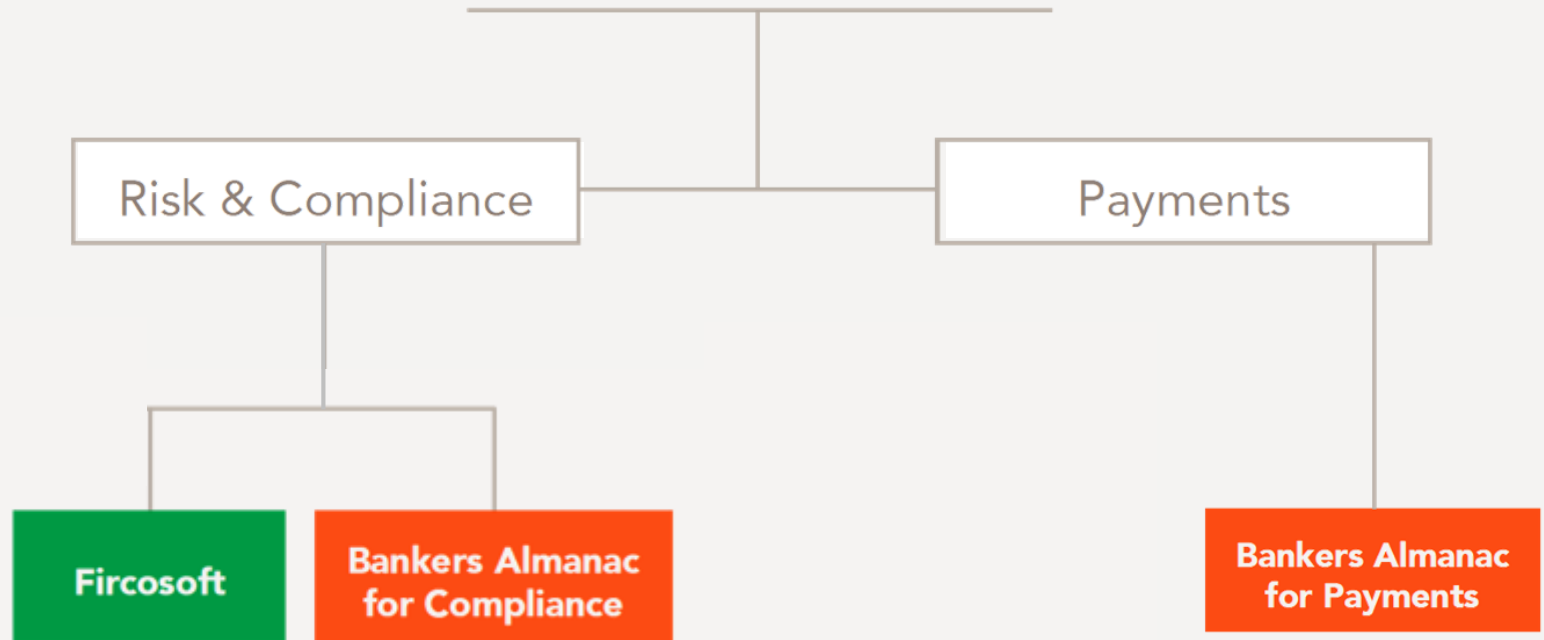 Risk & Compliance
Payments
Fircosoft
Bankers Almanac
for Compliance
Bankers Almanac
for Payments